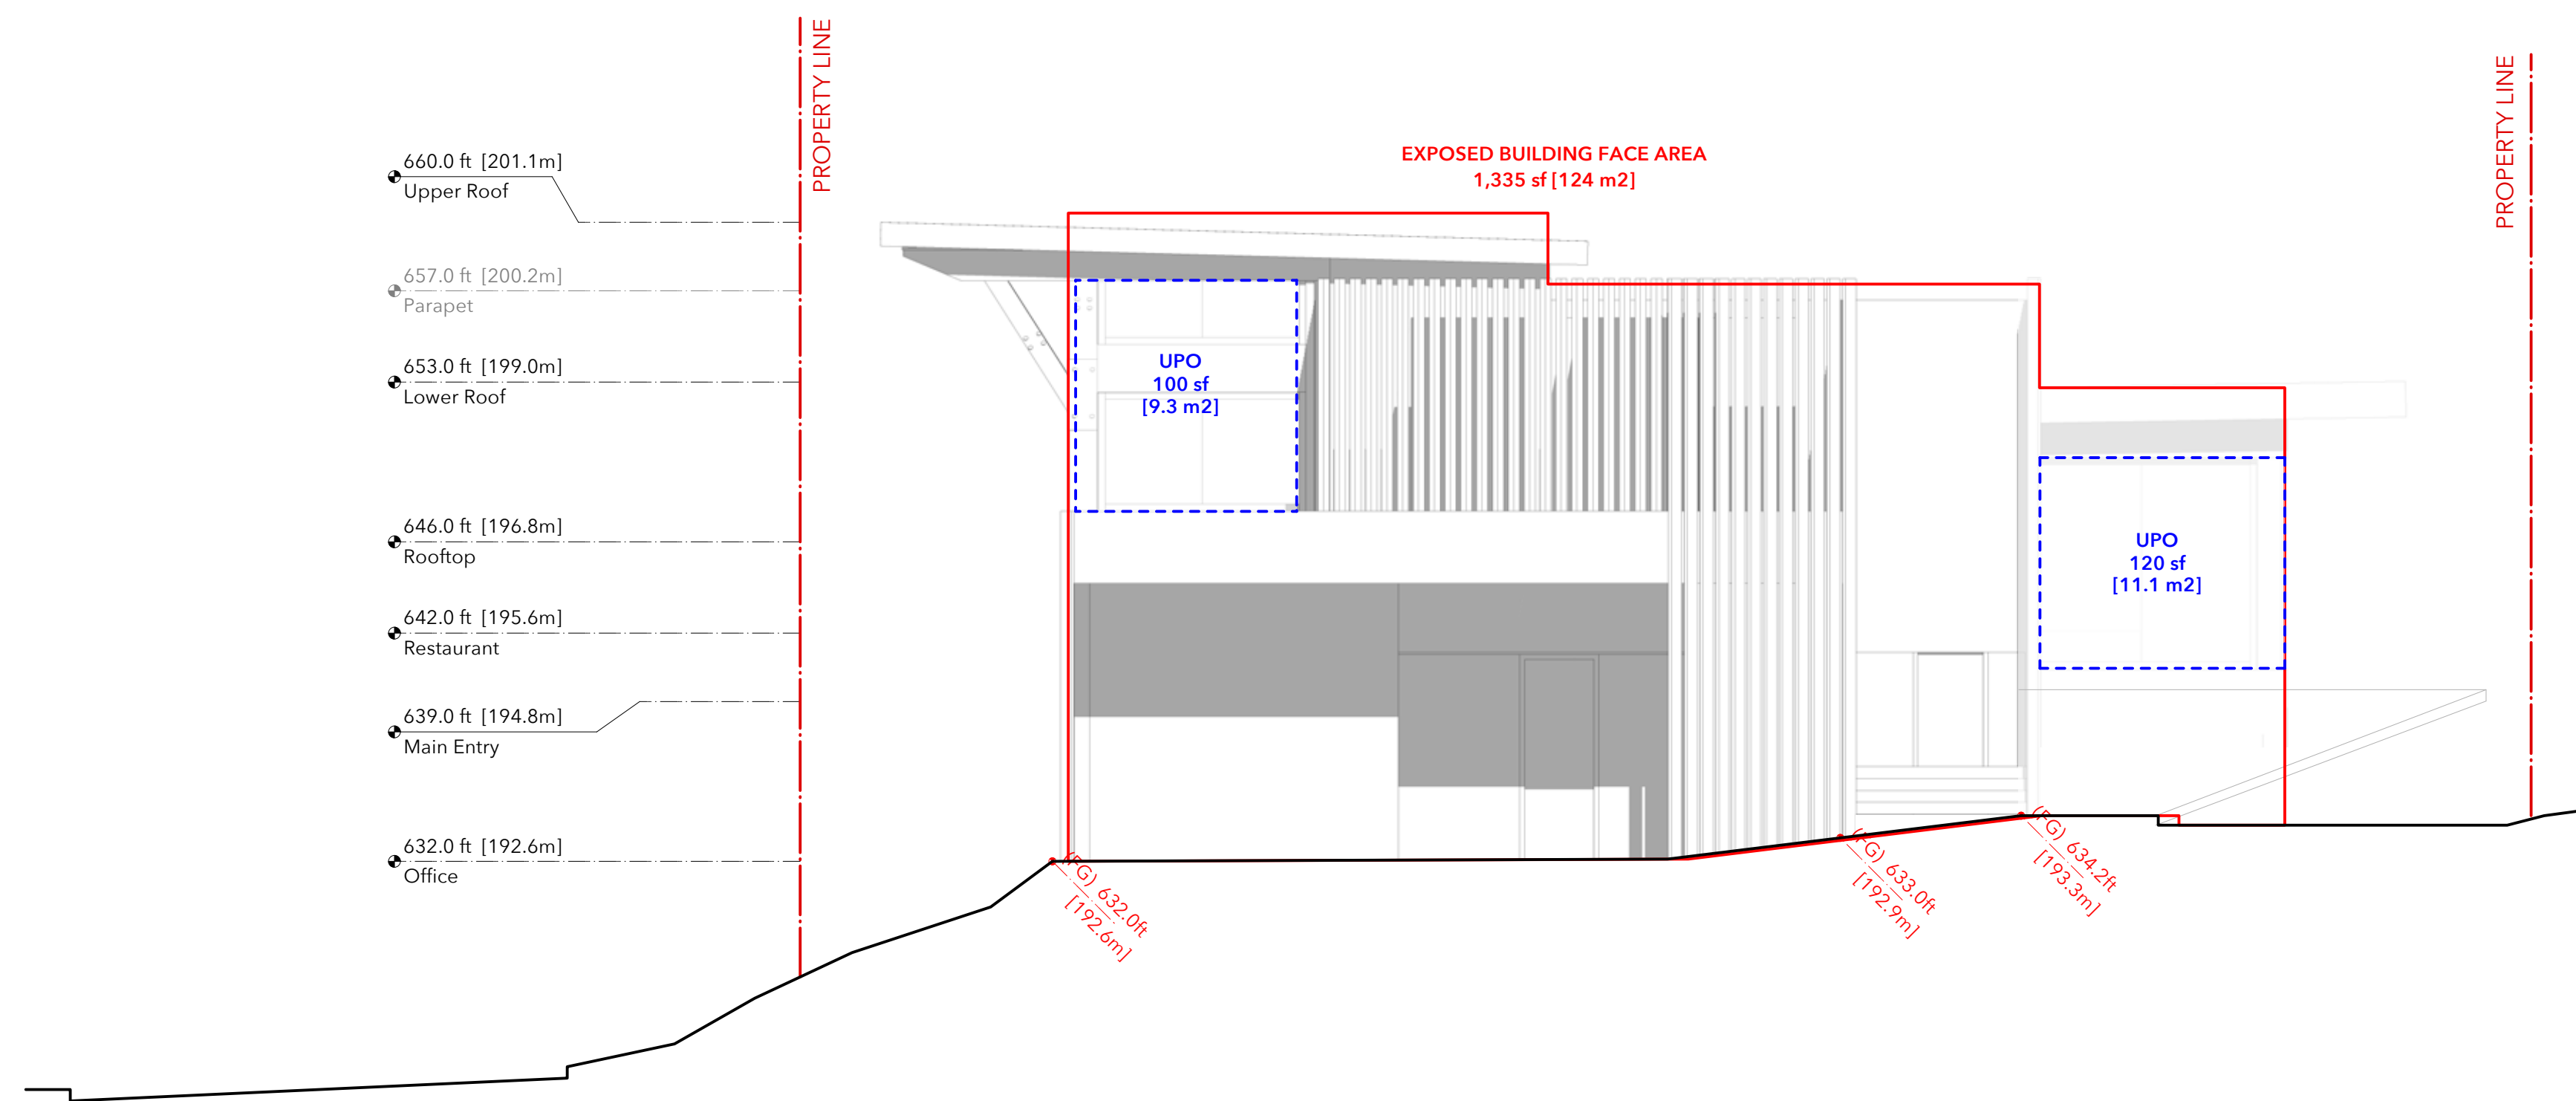 PROPERTY LINE
PROPERTY LINE
EXPOSED BUILDING FACE AREA
1,335 sf [124 m2]
660.0 ft [201.1m]
Upper Roof
657.0 ft [200.2m]
Parapet
653.0 ft [199.0m]
Lower Roof
646.0 ft [196.8m]
Rooftop
642.0 ft [195.6m]
Restaurant
639.0 ft [194.8m]
Main Entry
632.0 ft [192.6m]
Office
UPO
100 sf
[9.3 m2]
UPO
120 sf
[11.1 m2]
(FG) 632.0ft
[192.6m]
(FG) 633.0ft
[192.9m]
(FG) 634.2ft
[193.3m]